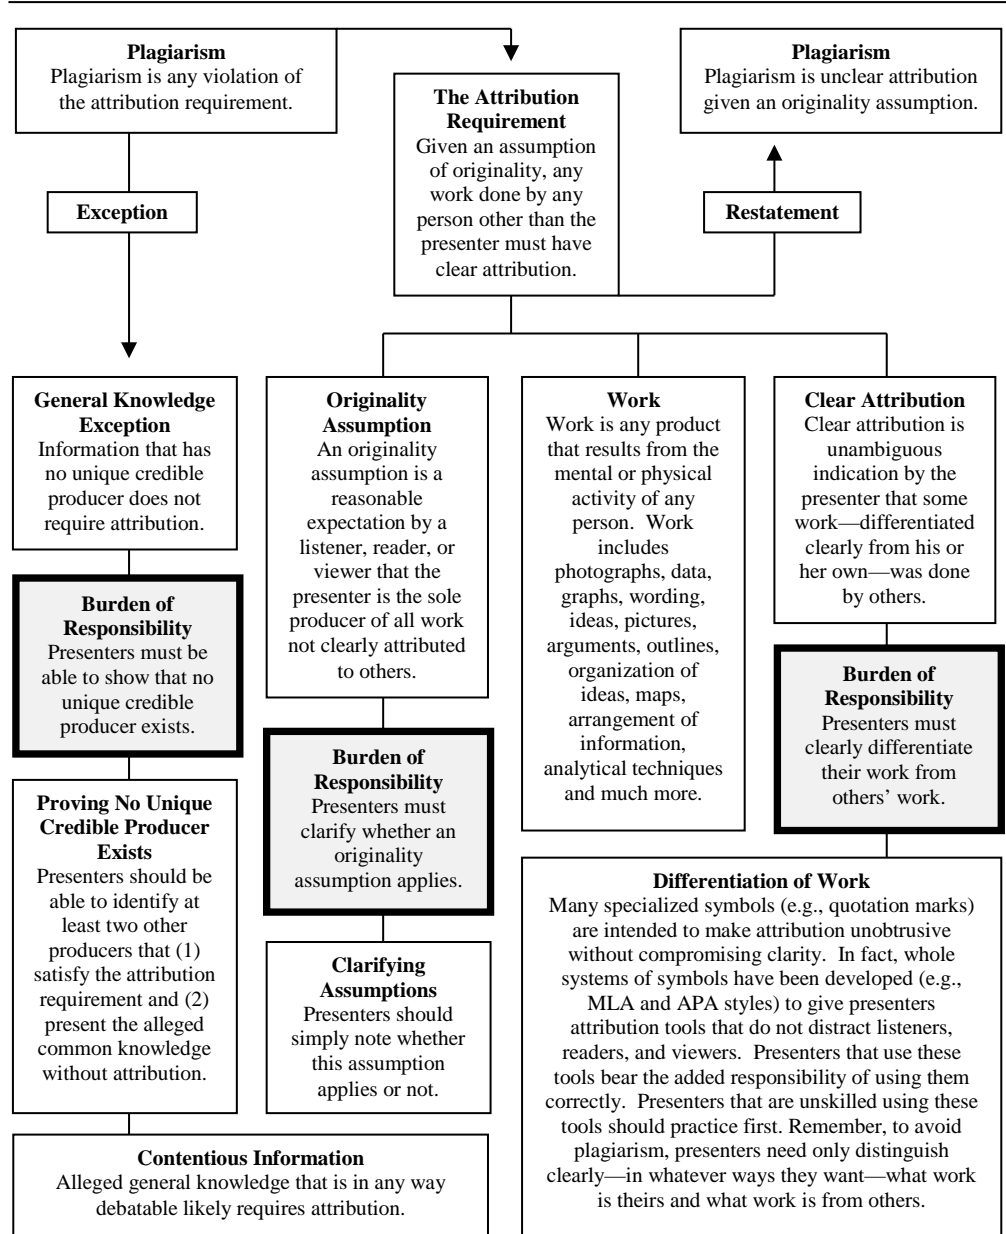 Plagiarism
Plagiarism is any violation of
the attribution requirement.
The Attribution
Requirement
Given an assumption
of originality, any
work done by any
person other than the
presenter must have
clear attribution.
Plagiarism
Plagiarism is unclear attribution
given an originality assumption.
Exception
Restatement
General Knowledge
Exception
Information that has
no unique credible
producer does not
require attribution.
Burden of
Responsibility
Presenters must be
able to show that no
unique credible
producer exists.
Proving No Unique
Credible Producer
Exists
Presenters should be
able to identify at
least two other
producers that (1)
satisfy the attribution
requirement and (2)
present the alleged
common knowledge
without attribution.
Originality
Assumption
An originality
assumption is a
reasonable
expectation by a
listener, reader, or
viewer that the
presenter is the sole
producer of all work
not clearly attributed
to others.
Burden of
Responsibility
Presenters must
clarify whether an
originality
assumption applies.
Clarifying
Assumptions
Presenters should
simply note whether
this assumption
applies or not.
Contentious Information
Alleged general knowledge that is in any way
debatable likely requires attribution.
Work
Work is any product
that results from the
mental or physical
activity of any
person.  Work
includes
photographs, data,
graphs, wording,
ideas, pictures,
arguments, outlines,
organization of
ideas, maps,
arrangement of
information,
analytical techniques
and much more.
Clear Attribution
Clear attribution is
unambiguous
indication by the
presenter that some
work—differentiated
clearly from his or
her own—was done
by others.
Burden of
Responsibility
Presenters must
clearly differentiate
their work from
others’ work.
Differentiation of Work
Many specialized symbols (e.g., quotation marks)
are intended to make attribution unobtrusive
without compromising clarity.  In fact, whole
systems of symbols have been developed (e.g.,
MLA and APA styles) to give presenters
attribution tools that do not distract listeners,
readers, and viewers.  Presenters that use these
tools bear the added responsibility of using them
correctly.  Presenters that are unskilled using these
tools should practice first. Remember, to avoid
plagiarism, presenters need only distinguish
clearly—in whatever ways they want—what work
is theirs and what work is from others.